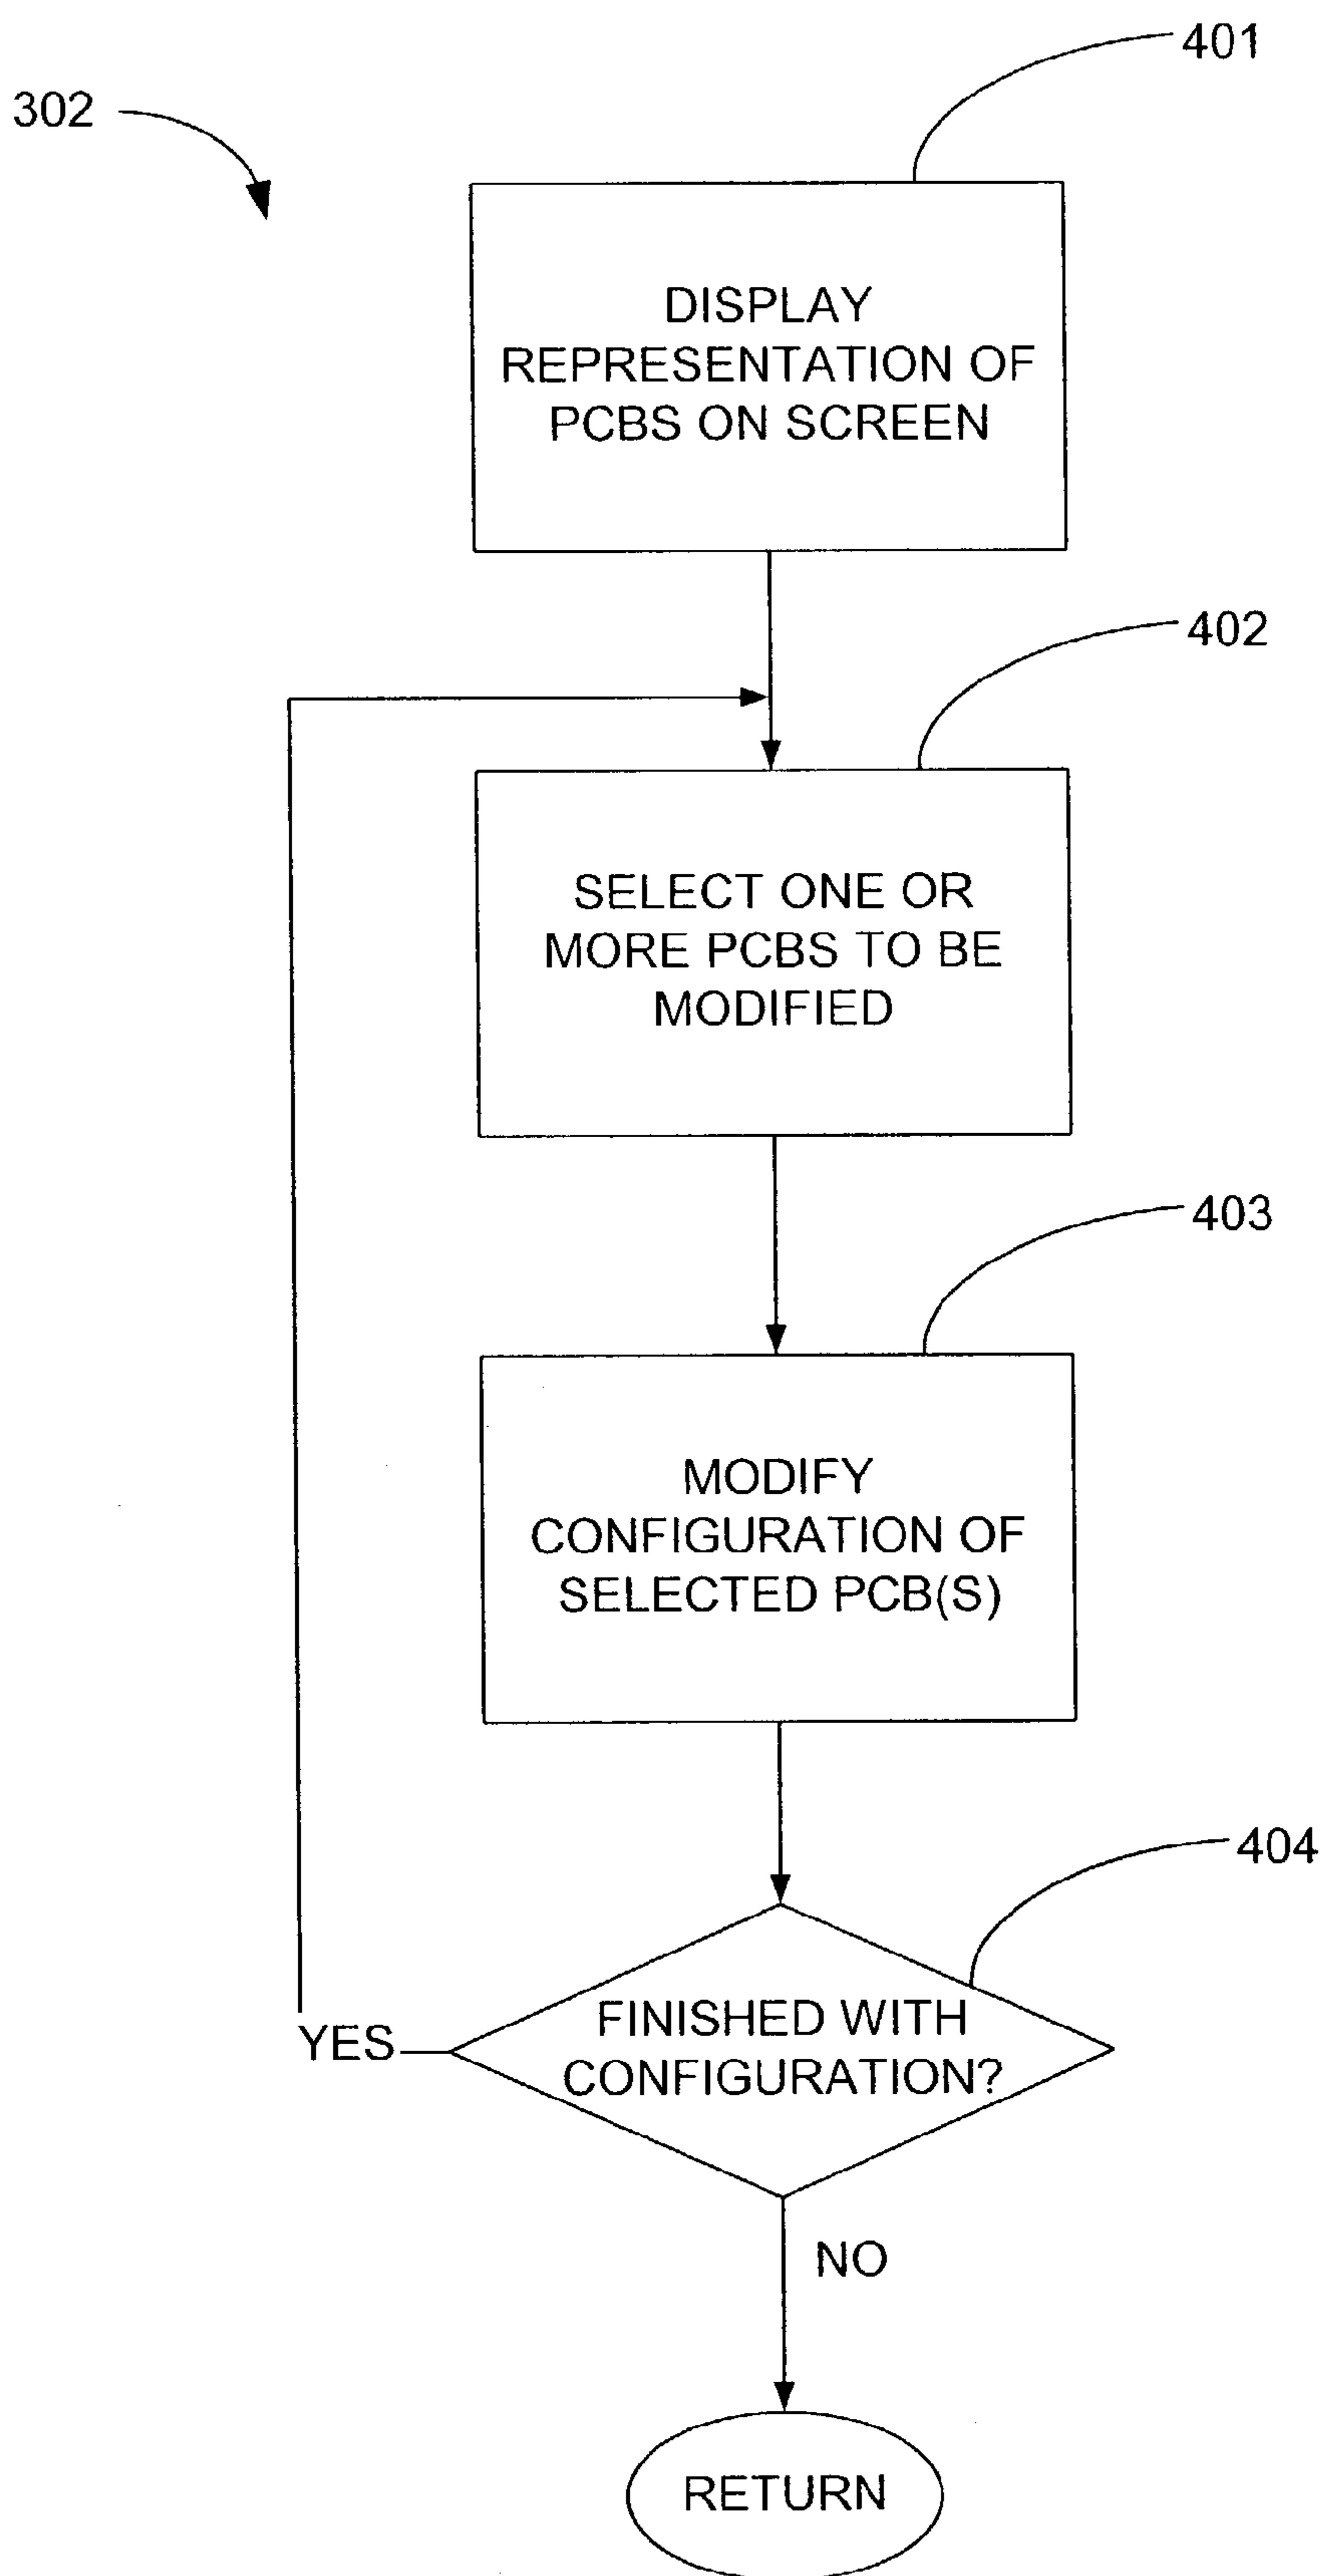 401
302
DISPLAY
REPRESENTATION OF
PCBS ON SCREEN
402
SELECT ONE OR
MORE PCBS TO BE
MODIFIED
403
MODIFY
CONFIGURATION OF
SELECTED PCB(S)
404
FINISHED WITH
CONFIGURATION?
YES
NO
RETURN